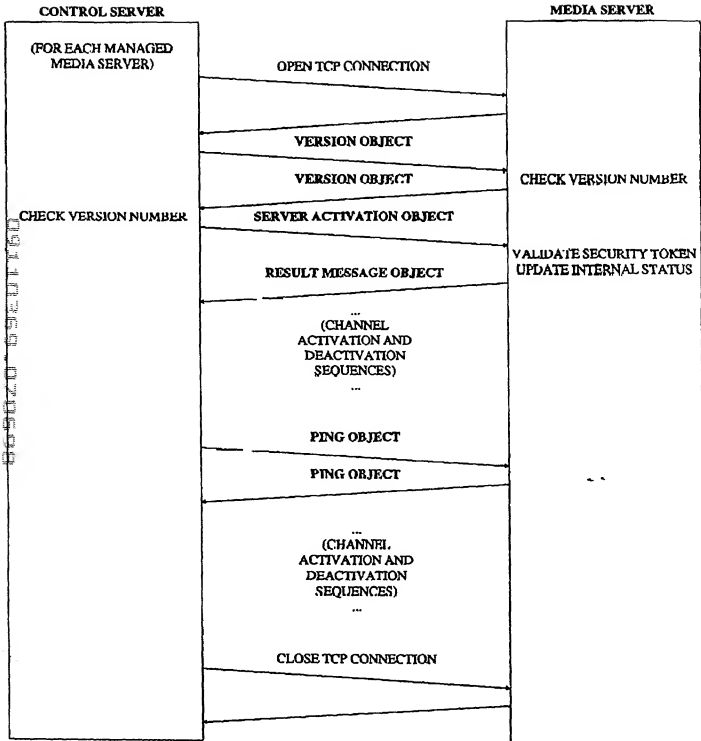 CONTROL SERVER
MEDIA SERVER
(FOR EACH MANAGED
MEDIA SERVER)
OPEN TCP CONNECTION
VERSION OBJECT
VERSION OBJECT
CHECK VERSION NUMBER
CHECK VERSION NUMBER
SERVER ACTIVATION OBJECT
VALIDATE SECURITY TOKEN
UPDATE INTERNAL STATUS
RESULT MESSAGE OBJECT
...
(CHANNEL
ACTIVATION AND
DEACTIVATION
SEQUENCES)
...
PING OBJECT
PING OBJECT
...
(CHANNEL
ACTIVATION AND
DEACTIVATION
SEQUENCES)
...
CLOSE TCP CONNECTION